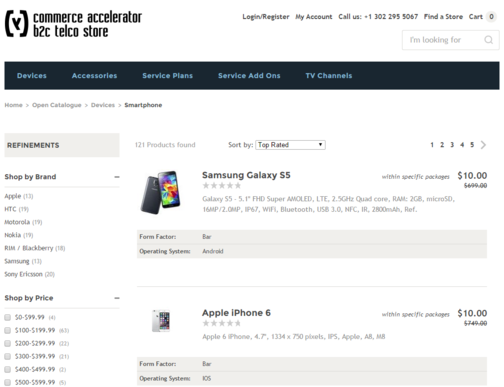 commerce accelerator
b2c telco store
Login/Register My Account Call us: +1 302 295 5067 Find a Store Cart 0
I'm looking for
Devices Accessories Service Plans Service Add Ons TV Channels
Home > Open Catalogue > Devices > Smartphone
REFINEMENTS
121 Products found Sort by: Top Rated 1 2 3 4 5
Shop by Brand
Apple (13)
HTC (19)
Motorola (19)
Nokia (19)
RIM / Blackberry (18)
Samsung (13)
Sony Ericsson (20)
Shop by Price
$0-$99,99 (4)
$100-$199.99 (63)
$200-$299.99 (22)
$300-$399.99 (21)
$400-$499.99 (2)
$500-$599.99 (5)
Samsung Galaxy S5 within specific packages $10.00
$699.00
Galaxy S5 - 5.1" FHD Super AMOLED, LTE, 2.5GHz Quad core, RAM: 2GB, microSD,
16MP/2.0MP, IP67, WiFi, Bluetooth, USB 3.0, NFC, IR, 2800mAh, Ref.
Form Factor: Bar
Operating System: Android
Apple iPhone 6 within specific packages $10.00
$749.00
Apple iPhone 6, 4.7", 1334 x 750 pixels, IPS, Apple, A8, M8
Form Factor: Bar
Operating System: IOS